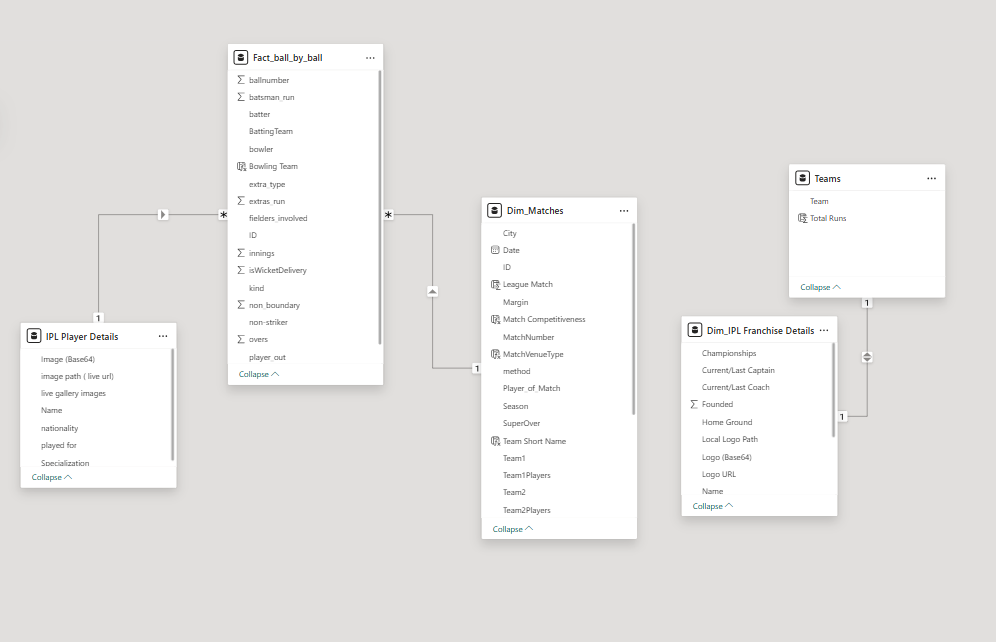 Fact_ball_by_ball
...
ballnumber
batsman_run
batter
BattingTeam
bowler
Bowling Team
extra_type
extras_run
fielders_involved
ID
innings
isWicketDelivery
kind
non_boundary
non-striker
overs
player_out
Collapse
*
*
1
1
IPL Player Details
...
Image (Base64)
image path ( live url)
live gallery images
Name
nationality
played for
Specialization
Collapse
Dim_Matches
...
City
Date
ID
League Match
Margin
Match Competitiveness
MatchNumber
MatchVenueType
method
Player_of_Match
Season
SuperOver
Team Short Name
Team1
Team1Players
Team2
Team2Players
Collapse
Teams
...
Team
Total Runs
Collapse
1
1
Dim_IPL Franchise Details
...
Championships
Current/Last Captain
Current/Last Coach
Founded
Home Ground
Local Logo Path
Logo (Base64)
Logo URL
Name
Collapse